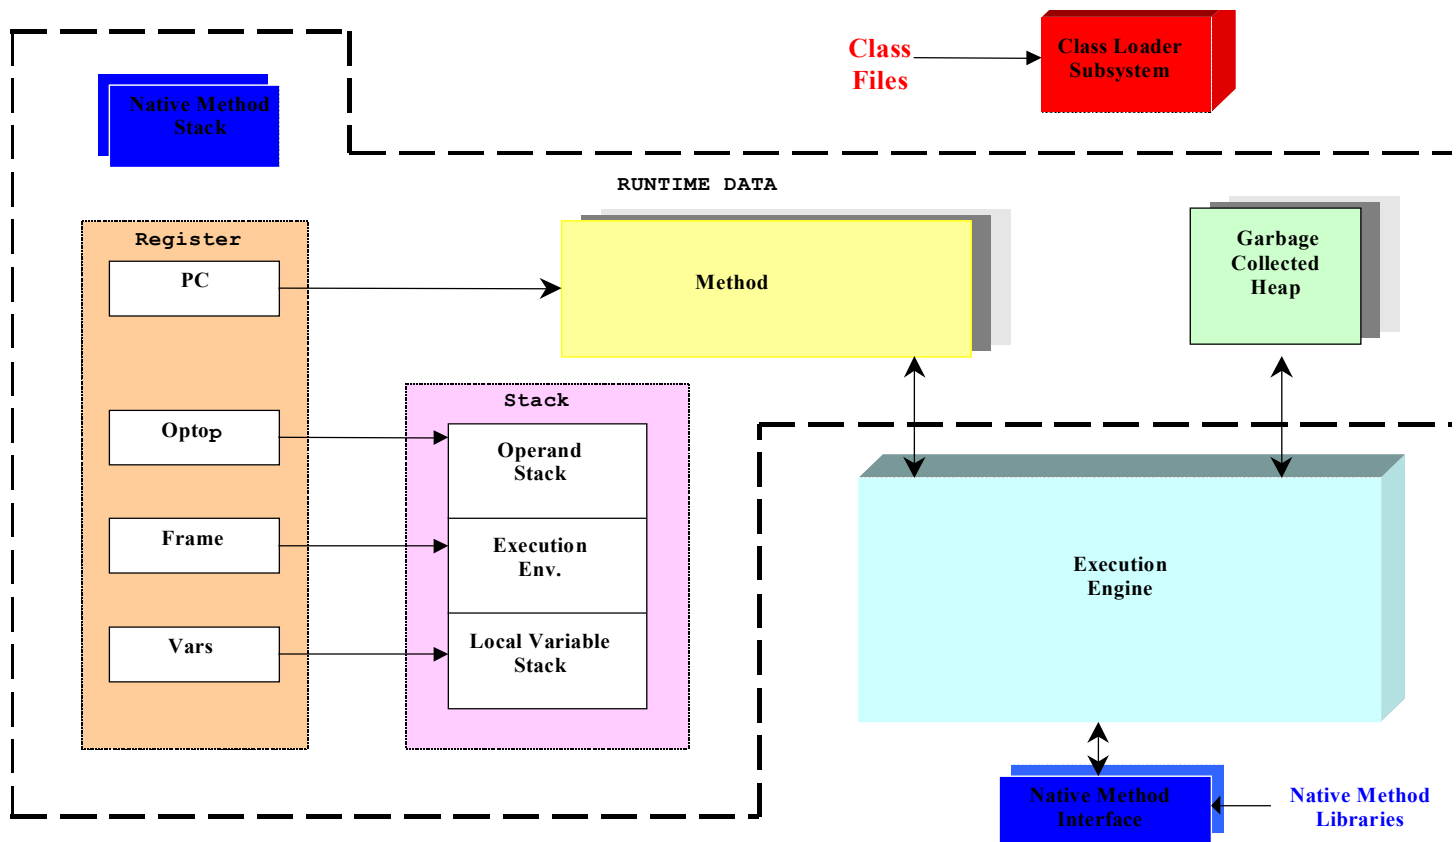 Class
Files
Class Loader
Subsystem
Native Method
Stack
RUNTIME DATA
Register
PC
Method
Garbage
Collected
Heap
Stack
Optop
Operand
Stack
Frame
Execution
Env.
Vars
Local Variable
Stack
Execution
Engine
Native Method
Interface
Native Method
Libraries